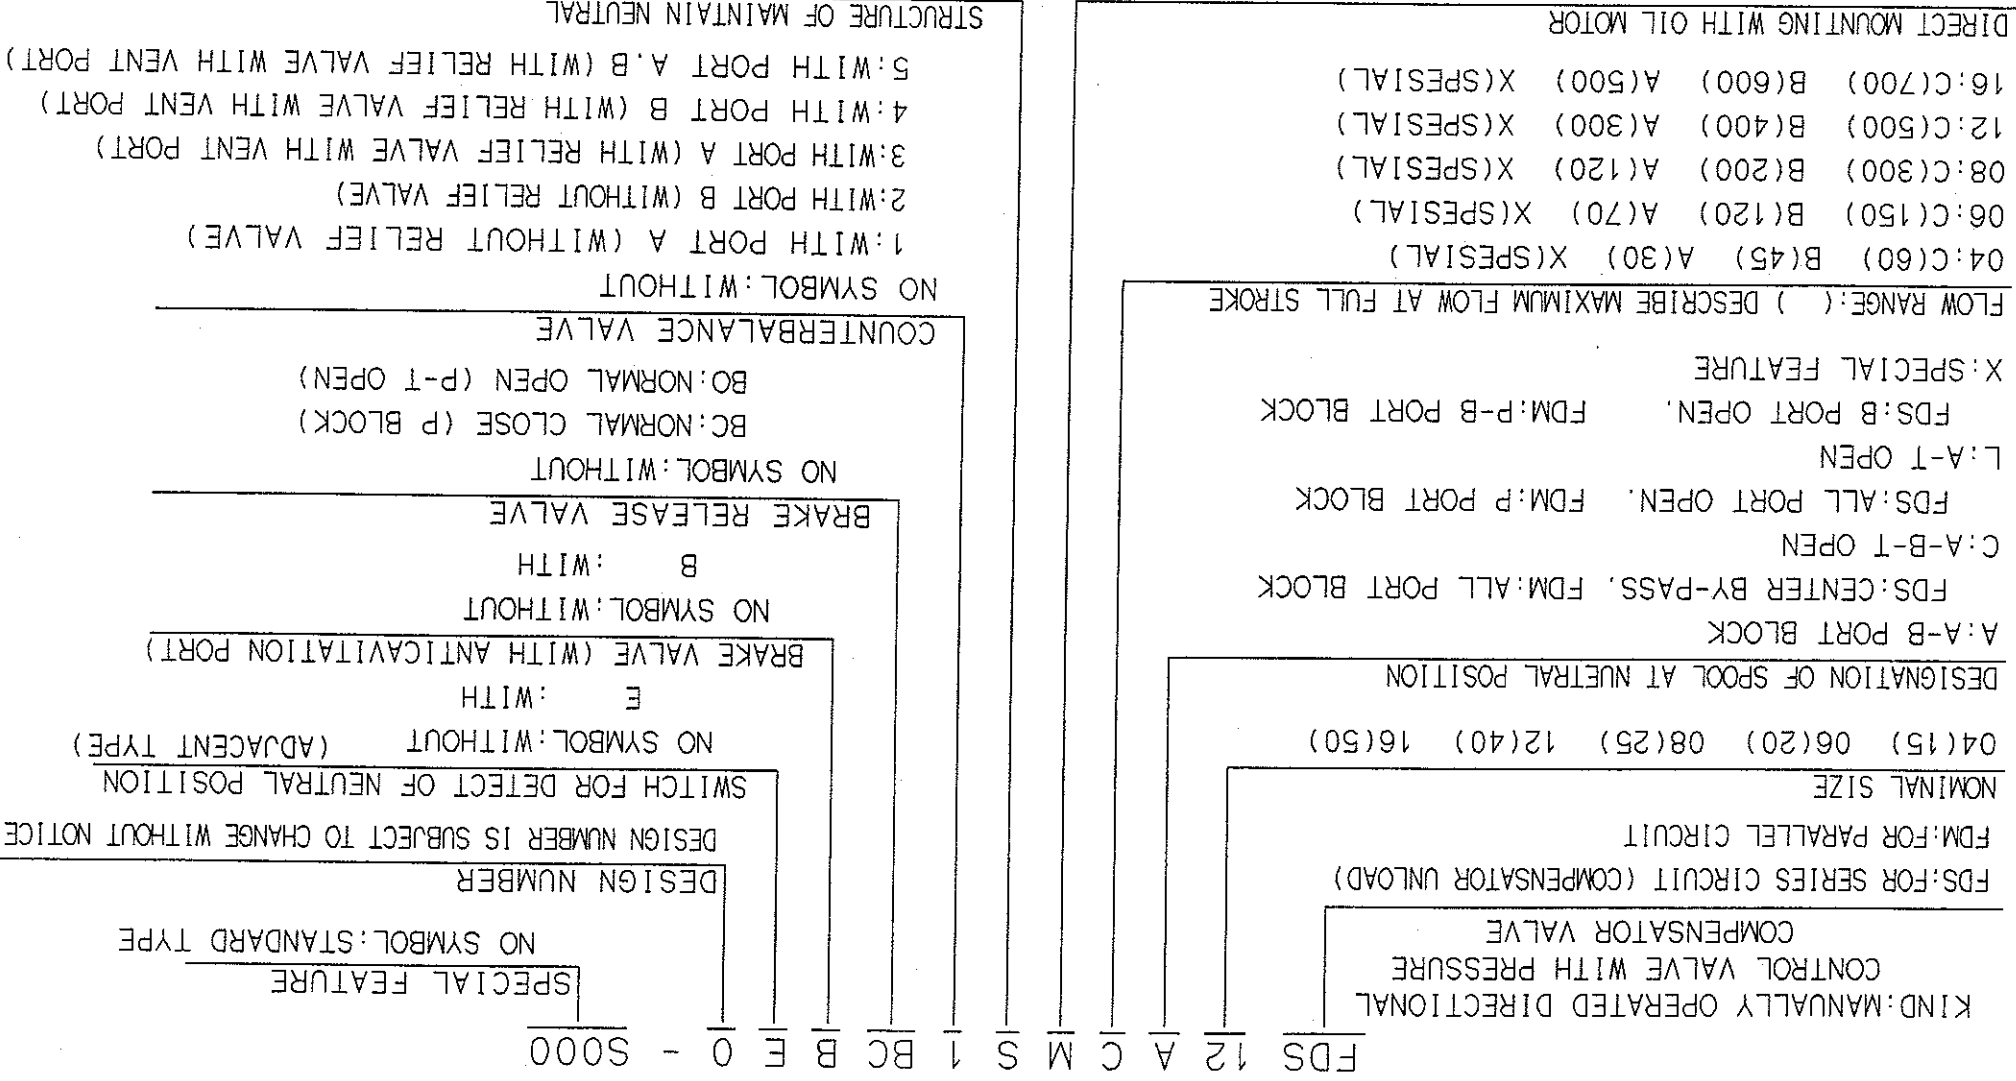 FDS 12 A C M S 1 BC B E 0 - S000
KIND:MANUALLY OPERATED DIRECTIONAL
CONTROL VALVE WITH PRESSURE
COMPENSATOR VALVE
FDS:FOR SERIES CIRCUIT (COMPENSATOR UNLOAD)
FDM:FOR PARALLEL CIRCUIT
NOMINAL SIZE
04(15) 06(20) 08(25) 12(40) 16(50)
DESIGNATION OF SPOOL AT NUETRAL POSITION
A:A-B PORT BLOCK
FDS:CENTER BY-PASS. FDM:ALL PORT BLOCK
C:A-B-T OPEN
FDS:ALL PORT OPEN. FDM:P PORT BLOCK
L:A-T OPEN
FDS:B PORT OPEN. FDM:P-B PORT BLOCK
X:SPECIAL FEATURE
FLOW RANGE:( ) DESCRIBE MAXIMUM FLOW AT FULL STROKE
04:C(60) B(45) A(30) X(SPESIAL)
06:C(150) B(120) A(70) X(SPESIAL)
08:C(300) B(200) A(120) X(SPESIAL)
12:C(500) B(400) A(300) X(SPESIAL)
16:C(700) B(600) A(500) X(SPESIAL)
DIRECT MOUNTING WITH OIL MOTOR
SPECIAL FEATURE
NO SYMBOL:STANDARD TYPE
DESIGN NUMBER
DESIGN NUMBER IS SUBJECT TO CHANGE WITHOUT NOTICE
SWITCH FOR DETECT OF NEUTRAL POSITION
NO SYMBOL:WITHOUT (ADJACENT TYPE)
E :WITH
BRAKE VALVE (WITH ANTICAVITATION PORT)
NO SYMBOL:WITHOUT
B :WITH
BRAKE RELEASE VALVE
NO SYMBOL:WITHOUT
BC:NORMAL CLOSE (P BLOCK)
BO:NORMAL OPEN (P-T OPEN)
COUNTERBALANCE VALVE
NO SYMBOL:WITHOUT
1:WITH PORT A (WITHOUT RELIEF VALVE)
2:WITH PORT B (WITHOUT RELIEF VALVE)
3:WITH PORT A (WITH RELIEF VALVE WITH VENT PORT)
4:WITH PORT B (WITH RELIEF VALVE WITH VENT PORT)
5:WITH PORT A.B (WITH RELIEF VALVE WITH VENT PORT)
STRUCTURE OF MAINTAIN NEUTRAL